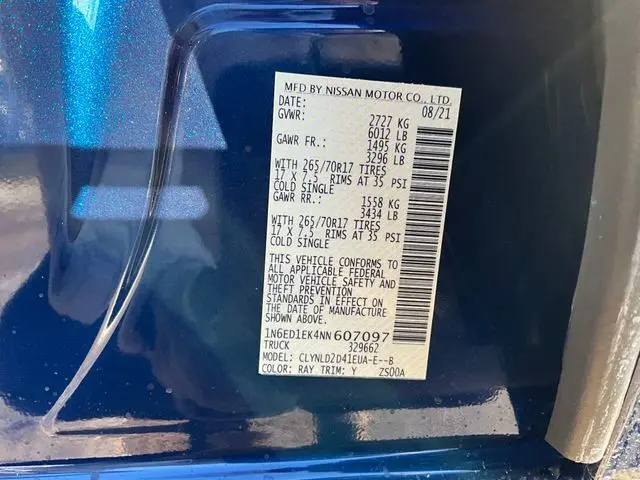 MFD.BY NISSAN MOTOR CO., LTD.
DATE: 08/21
GVWR: 2727 KG
6012 LB
GAWR FR.: 1495 KG
3296 LB
WITH 265/70R17 TIRES
17 X 7.5 RIMS AT 35 PSI
COLD SINGLE
GAWR RR.: 1558 KG
3434 LB
WITH 265/70R17 TIRES
17 X 7.5 RIMS AT 35 PSI
COLD SINGLE
THIS VEHICLE CONFORMS TO
ALL APPLICABLE FEDERAL
MOTOR VEHICLE SAFETY AND
THEFT PREVENTION
STANDARDS IN EFFECT ON
THE DATE OF MANUFACTURE
SHOWN ABOVE.
1N6ED1EK4NN607097
TRUCK 329662
MODEL: CLYNLD2D41EUA-E--B
COLOR: RAY TRIM: Y ZS00A